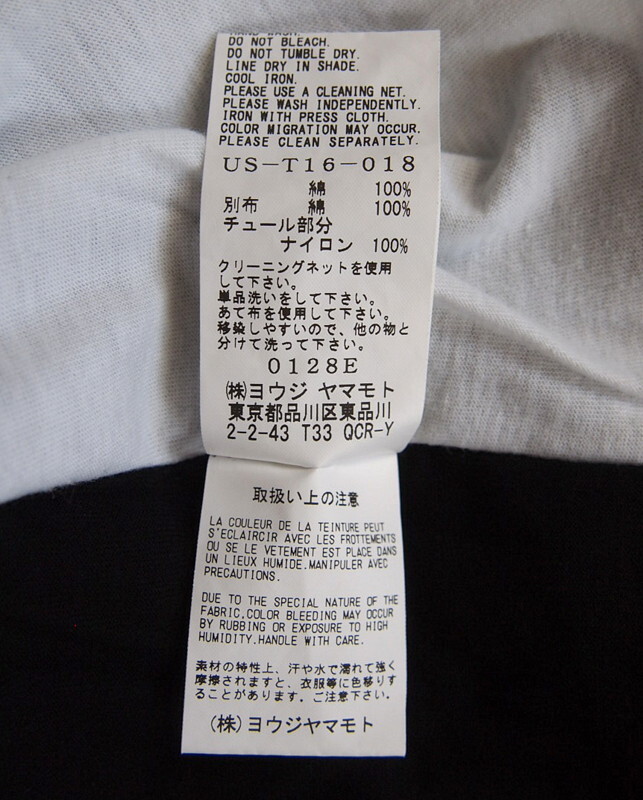 HAND WASH.
DO NOT BLEACH.
DO NOT TUMBLE DRY.
LINE DRY IN SHADE.
COOL IRON.
PLEASE USE A CLEANING NET.
PLEASE WASH INDEPENDENTLY.
IRON WITH PRESS CLOTH.
COLOR MIGRATION MAY OCCUR.
PLEASE CLEAN SEPARATELY.
US-T16-018
綿 100%
別布 綿 100%
チュール部分
ナイロン 100%
クリーニングネットを使用
して下さい。
単品洗いをして下さい。
あて布を使用して下さい。
移染しやすいので、他の物と
分けて洗って下さい。
0128E
(株)ヨウジ ヤマモト
東京都品川区東品川
2-2-43 T33 QCR-Y
取扱い上の注意
LA COULEUR DE LA TEINTURE PEUT
S'ECLAIRCIR AVEC LES FROTTEMENTS
OU SE LE VETEMENT EST PLACE DANS
UN LIEUX HUMIDE.MANIPULER AVEC
PRECAUTIONS.
DUE TO THE SPECIAL NATURE OF THE
FABRIC,COLOR BLEEDING MAY OCCUR
BY RUBBING OR EXPOSURE TO HIGH
HUMIDITY.HANDLE WITH CARE.
素材の特性上、汗や水で濡れて強く
摩擦されますと、衣服等に色移りす
ることがあります。ご注意下さい。
(株)ヨウジヤマモト